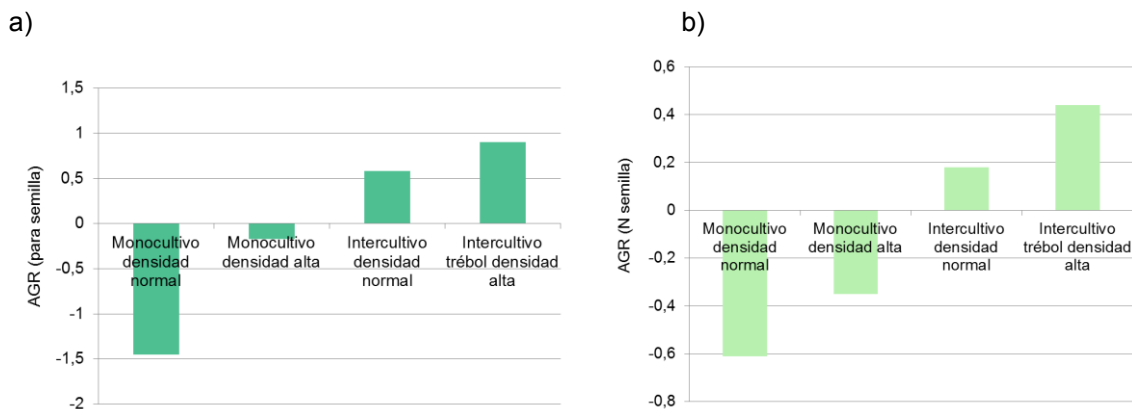 a)
AGR (para semilla)
1,5
1
0,5
0
-0,5
-1
-1,5
-2
Monocultivo
densidad
normal
Monocultivo
densidad alta
Intercultivo
densidad
normal
Intercultivo
trébol densidad
alta
b)
AGR (N semilla)
0,6
0,4
0,2
0
-0,2
-0,4
-0,6
-0,8
Monocultivo
densidad
normal
Monocultivo
densidad alta
Intercultivo
densidad
normal
Intercultivo
trébol densidad
alta